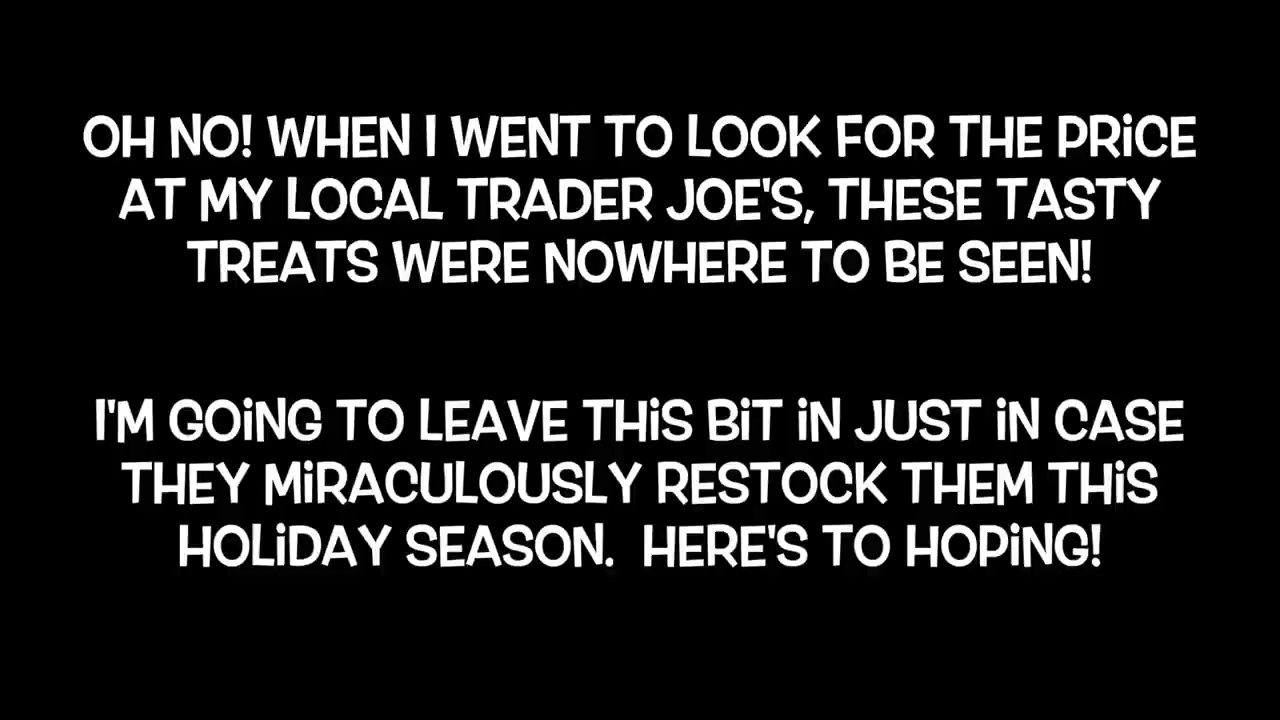 OH NO! WHEN I WENT TO LOOK FOR THE PRiCE
AT MY LOCAL TRADER JOE'S, THESE TASTY
TREATS WERE NOWHERE TO BE SEEN!
I'M GOiNG TO LEAVE THiS BiT iN JUST iN CASE
THEY MiRACULOUSLY RESTOCK THEM THiS
HOLiDAY SEASON.  HERE'S TO HOPiNG!